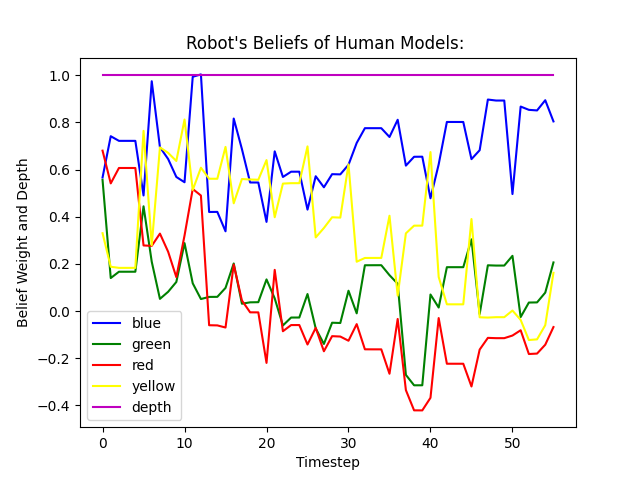 Robot's Beliefs of Human Models:
Belief Weight and Depth
1.0
0.8
0.6
0.4
0.2
0.0
−0.2
−0.4
blue
green
red
yellow
depth
0 10 20 30 40 50
Timestep